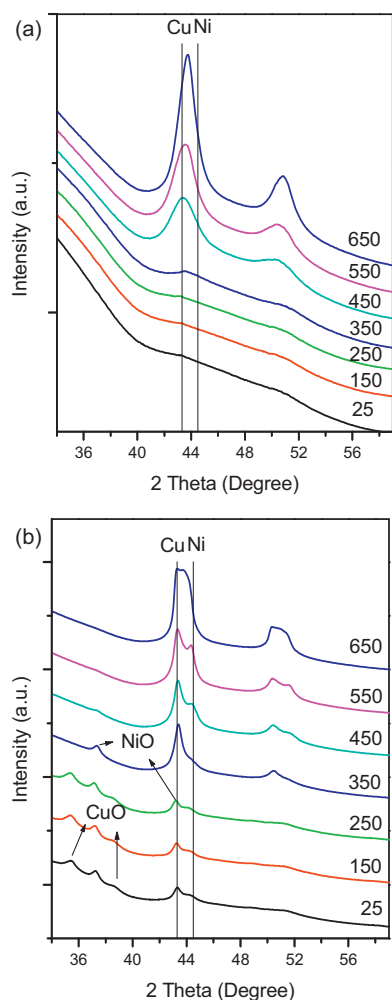 (a)
Cu Ni
Intensity (a.u.)
650
550
450
350
250
150
25
36 40 44 48 52 56
2 Theta (Degree)
(b)
Cu Ni
Intensity (a.u.)
650
550
450
NiO
350
250
CuO
150
25
36 40 44 48 52 56
2 Theta (Degree)